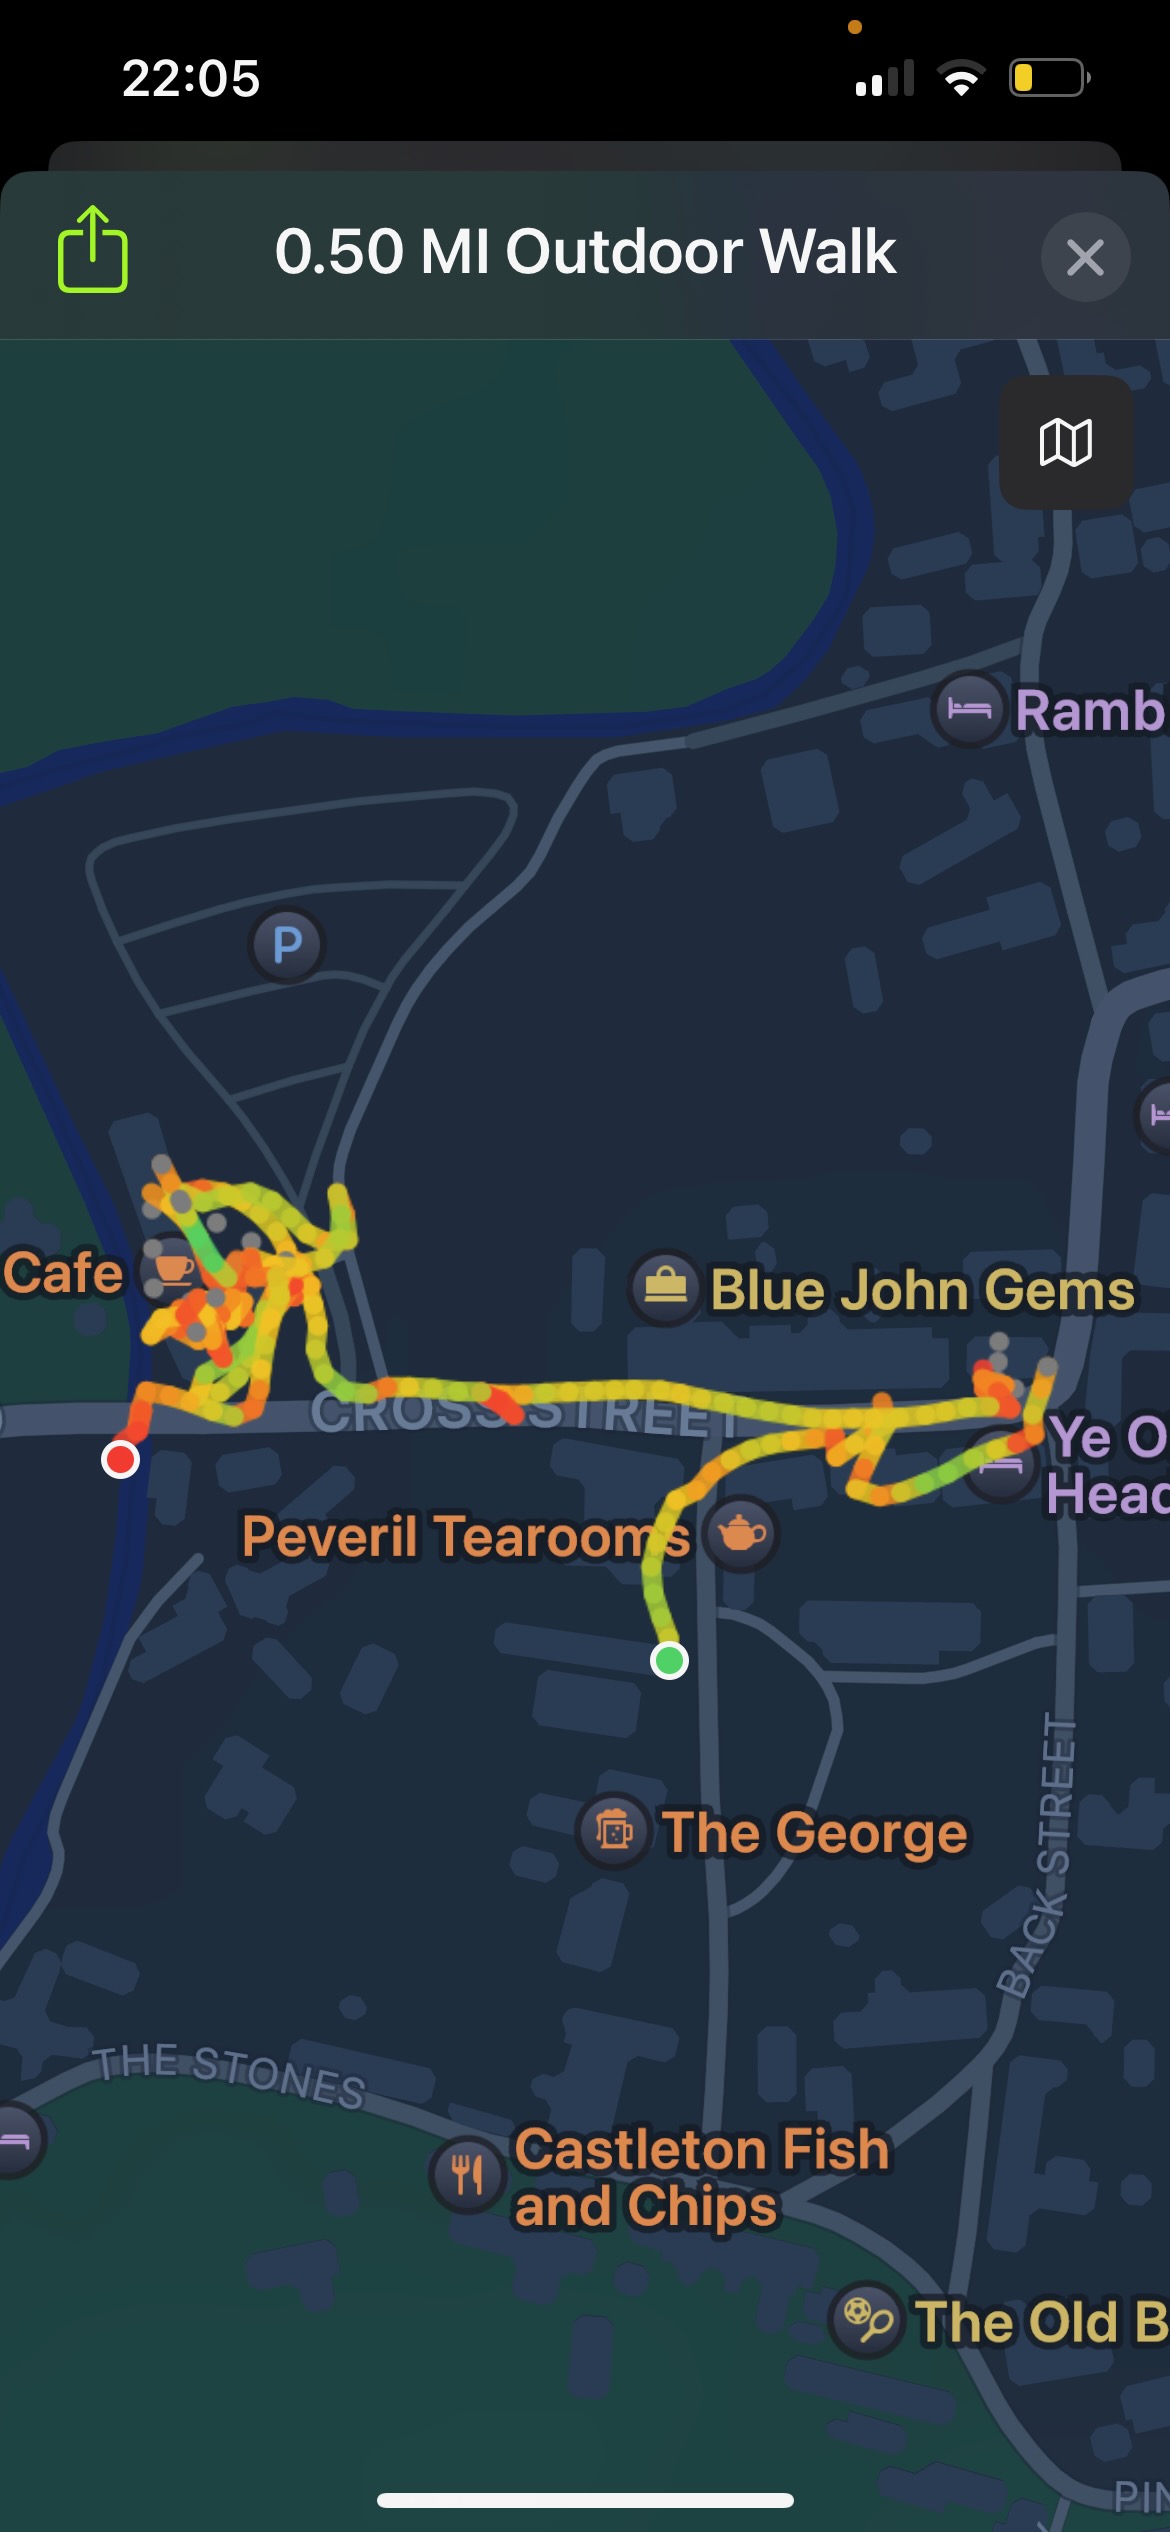 22:05
0.50 MI Outdoor Walk
Ramb
P
Cafe
Blue John Gems
CROSS STREET
Ye O
Head
Peveril Tearooms
The George
BACK STREET
THE STONES
Castleton Fish
and Chips
The Old B
PIN